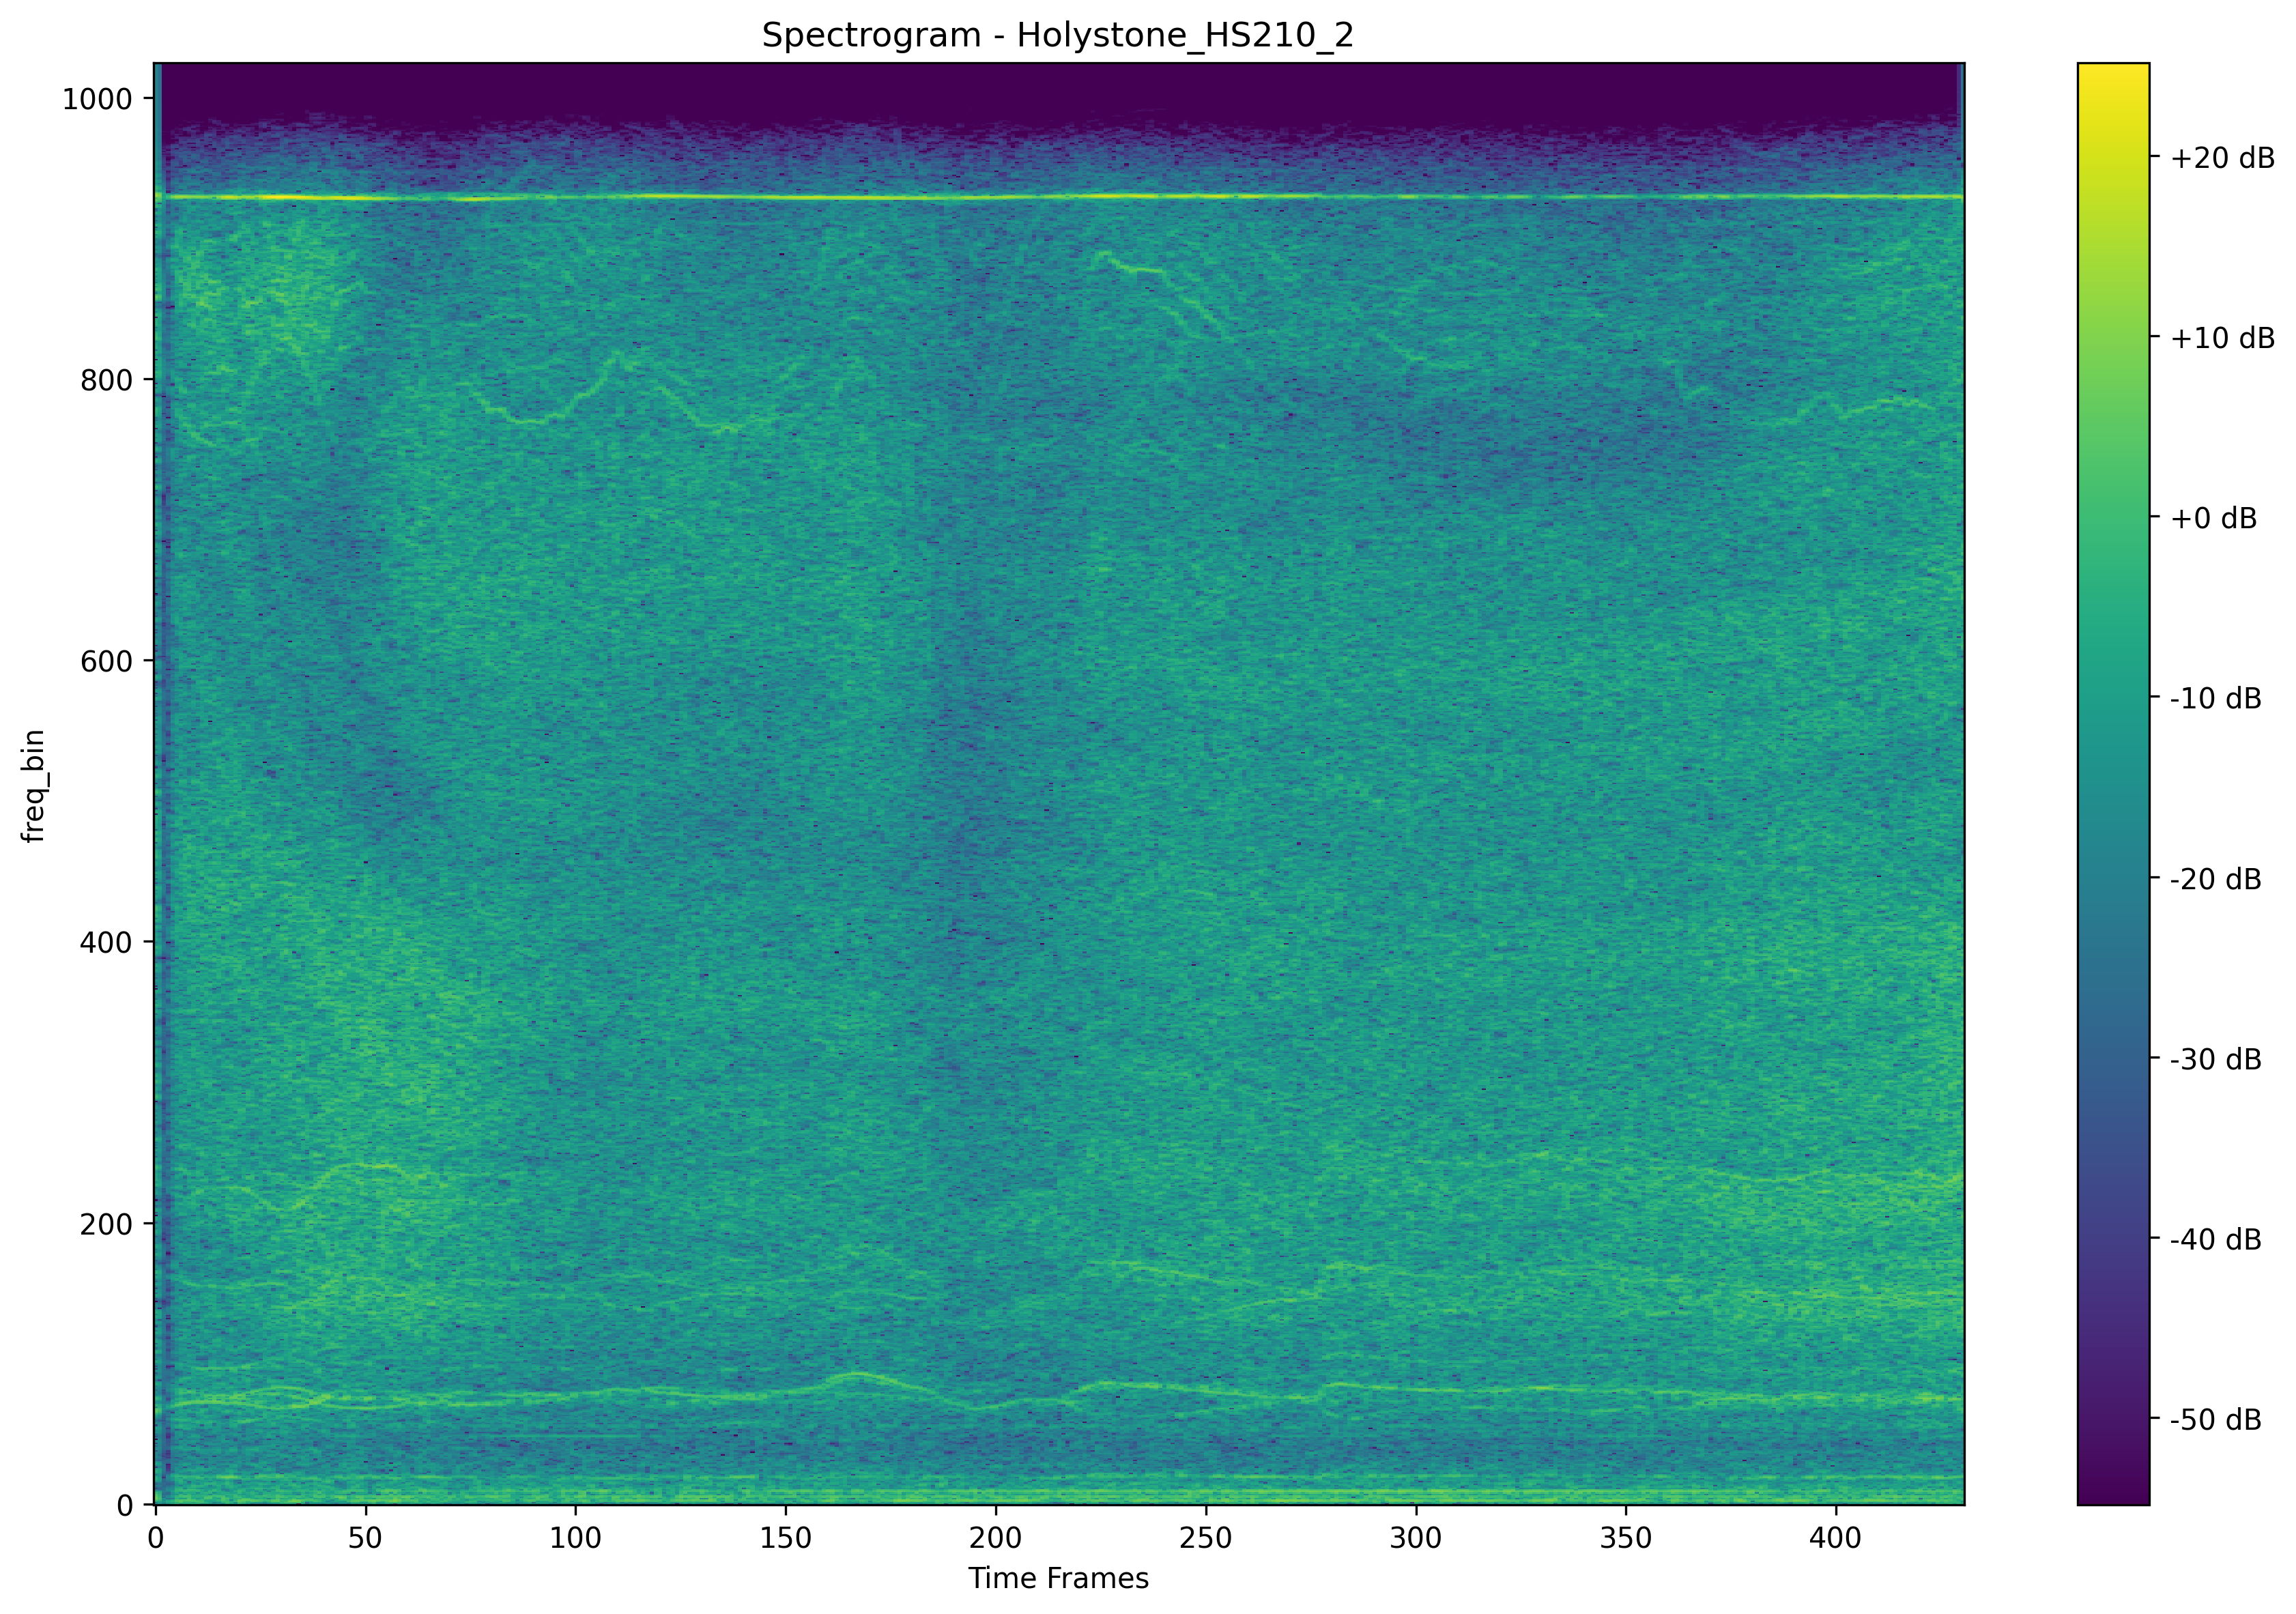 Spectrogram - Holystone_HS210_2
1000
800
600
400
200
0
freq_bin
0 50 100 150 200 250 300 350 400
Time Frames
+20 dB
+10 dB
+0 dB
-10 dB
-20 dB
-30 dB
-40 dB
-50 dB